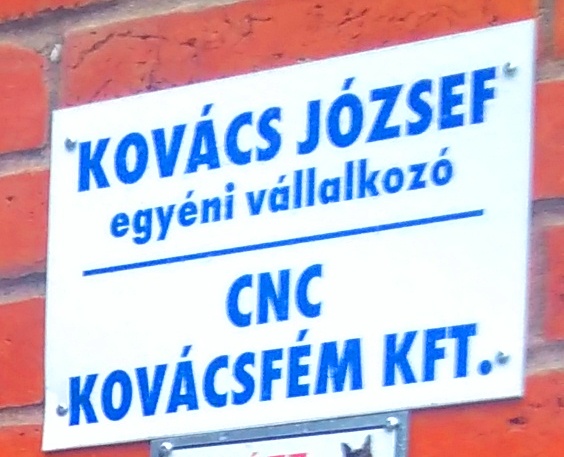 KOVÁCS JÓZSEF
egyéni vállalkozó
CNC
KOVÁCSFÉM KFT.